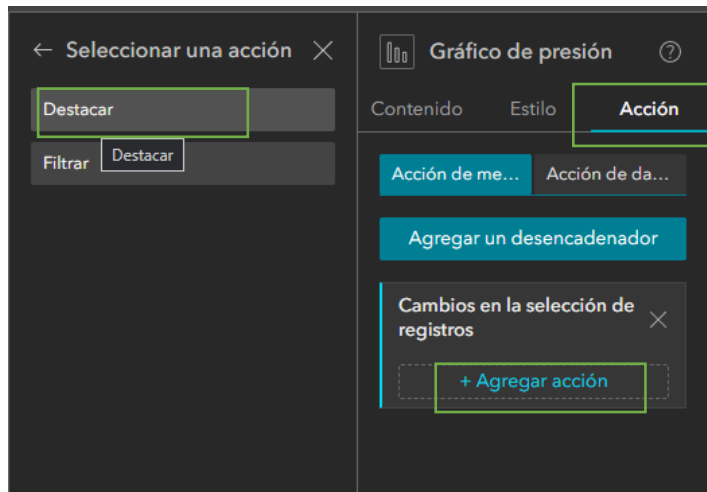 Seleccionar una acción
Destacar
Filtrar
Destacar
Gráfico de presión
Contenido Estilo Acción
Acción de me... Acción de da...
Agregar un desencadenador
Cambios en la selección de
registros
+ Agregar acción